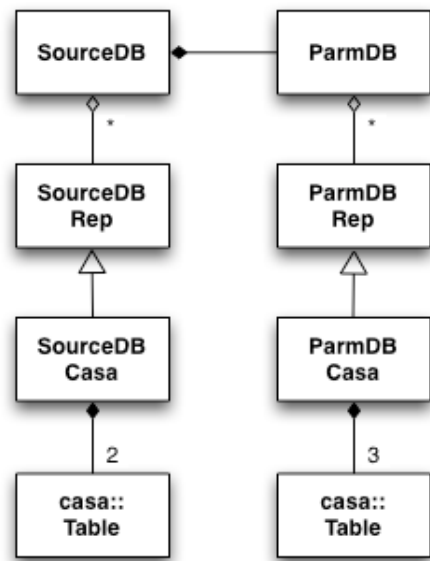 SourceDB
ParmDB
*
*
SourceDB
Rep
ParmDB
Rep
SourceDB
Casa
ParmDB
Casa
2
3
casa::
Table
casa::
Table